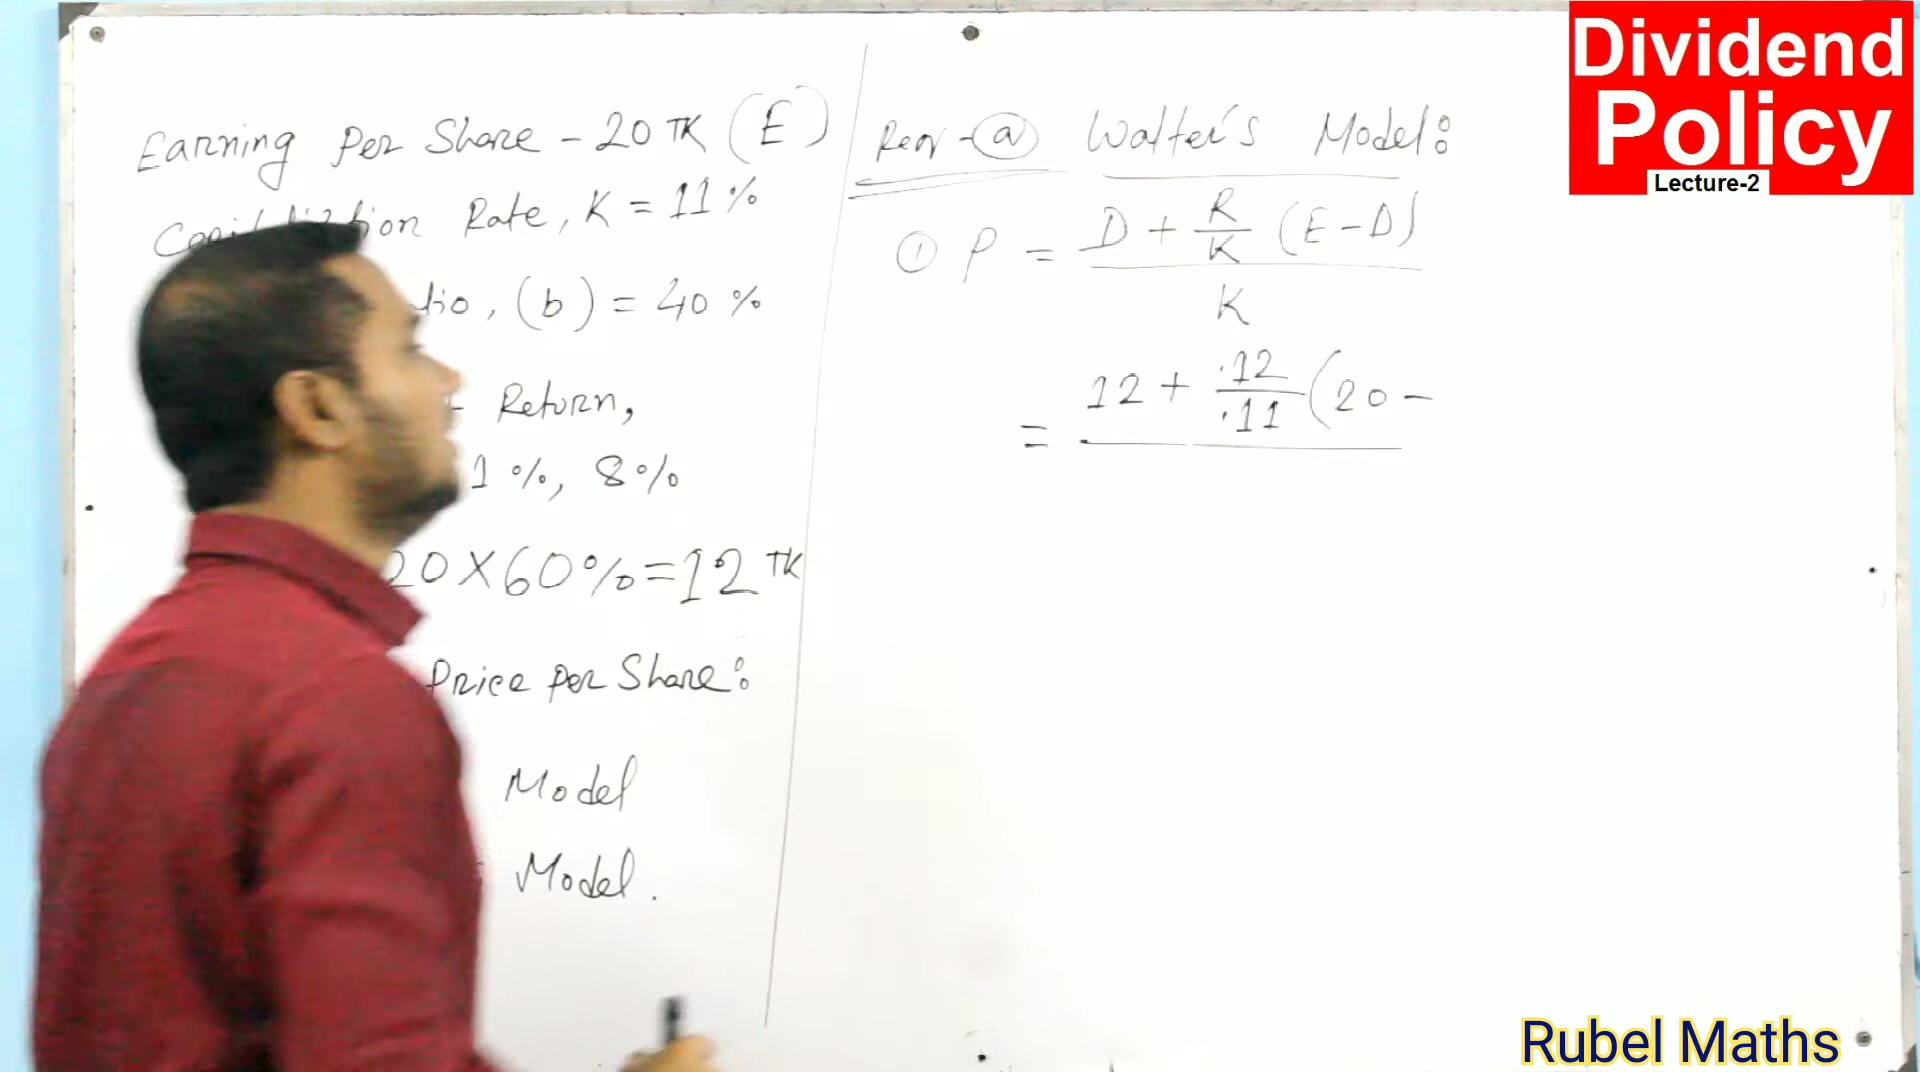 Dividend
Policy
Lecture-2
Earning Per Share - 20 TK (E)
Rate, K = 11 %
(b) = 40 %
Return,
1 %, 8%
20 X 60% = 12 TK
Price Per Share:
Model
Model.
Req - (a) Walter's Model:
① P = D + R/K (E - D) / K
= 12 + .12/.11 (20 -
Rubel Maths